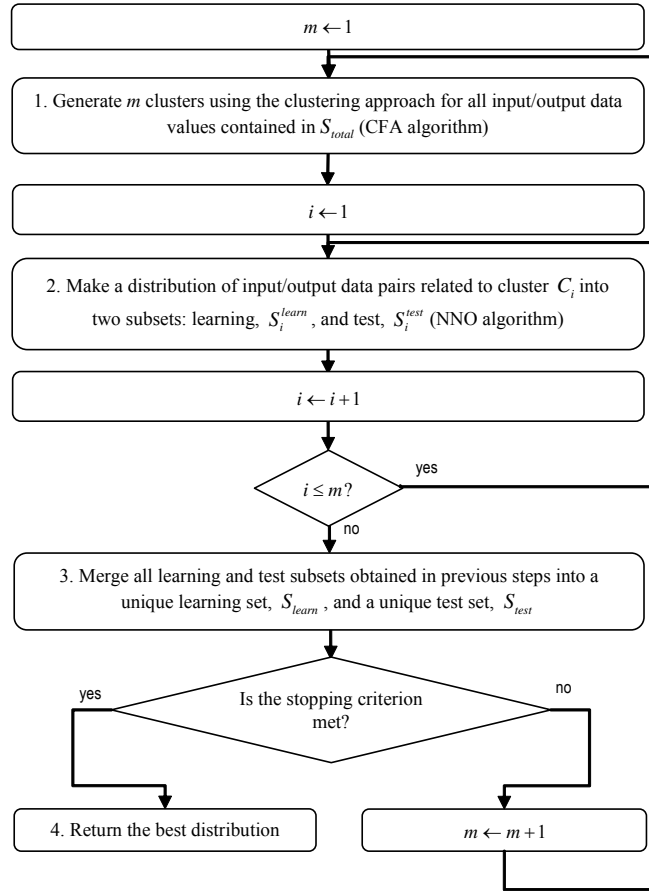 m ← 1
1. Generate m clusters using the clustering approach for all input/output data
values contained in S_total (CFA algorithm)
i ← 1
2. Make a distribution of input/output data pairs related to cluster C_i into
two subsets: learning, S_i^learn, and test, S_i^test (NNO algorithm)
i ← i + 1
i ≤ m?
yes
no
3. Merge all learning and test subsets obtained in previous steps into a
unique learning set, S_learn, and a unique test set, S_test
Is the stopping criterion
met?
yes
no
4. Return the best distribution
m ← m + 1